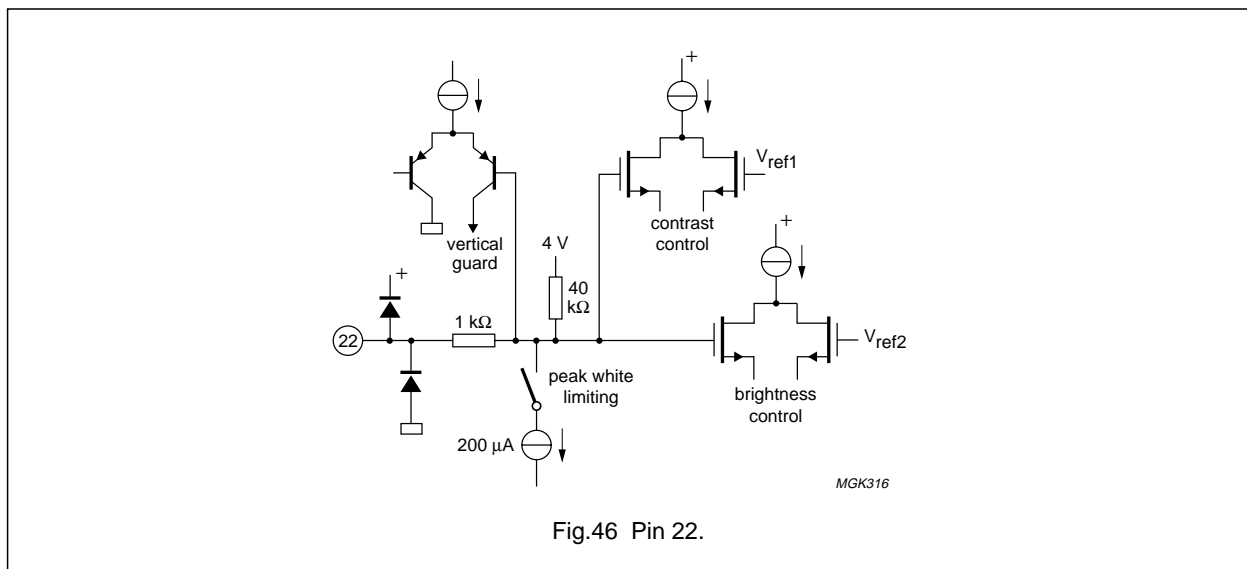 +
+
V
ref1
contrast
control
vertical
guard
4 V
+
+
40
kΩ
1 kΩ
22
V
ref2
peak white
limiting
brightness
control
200 µA
MGK316
Fig.46 Pin 22.